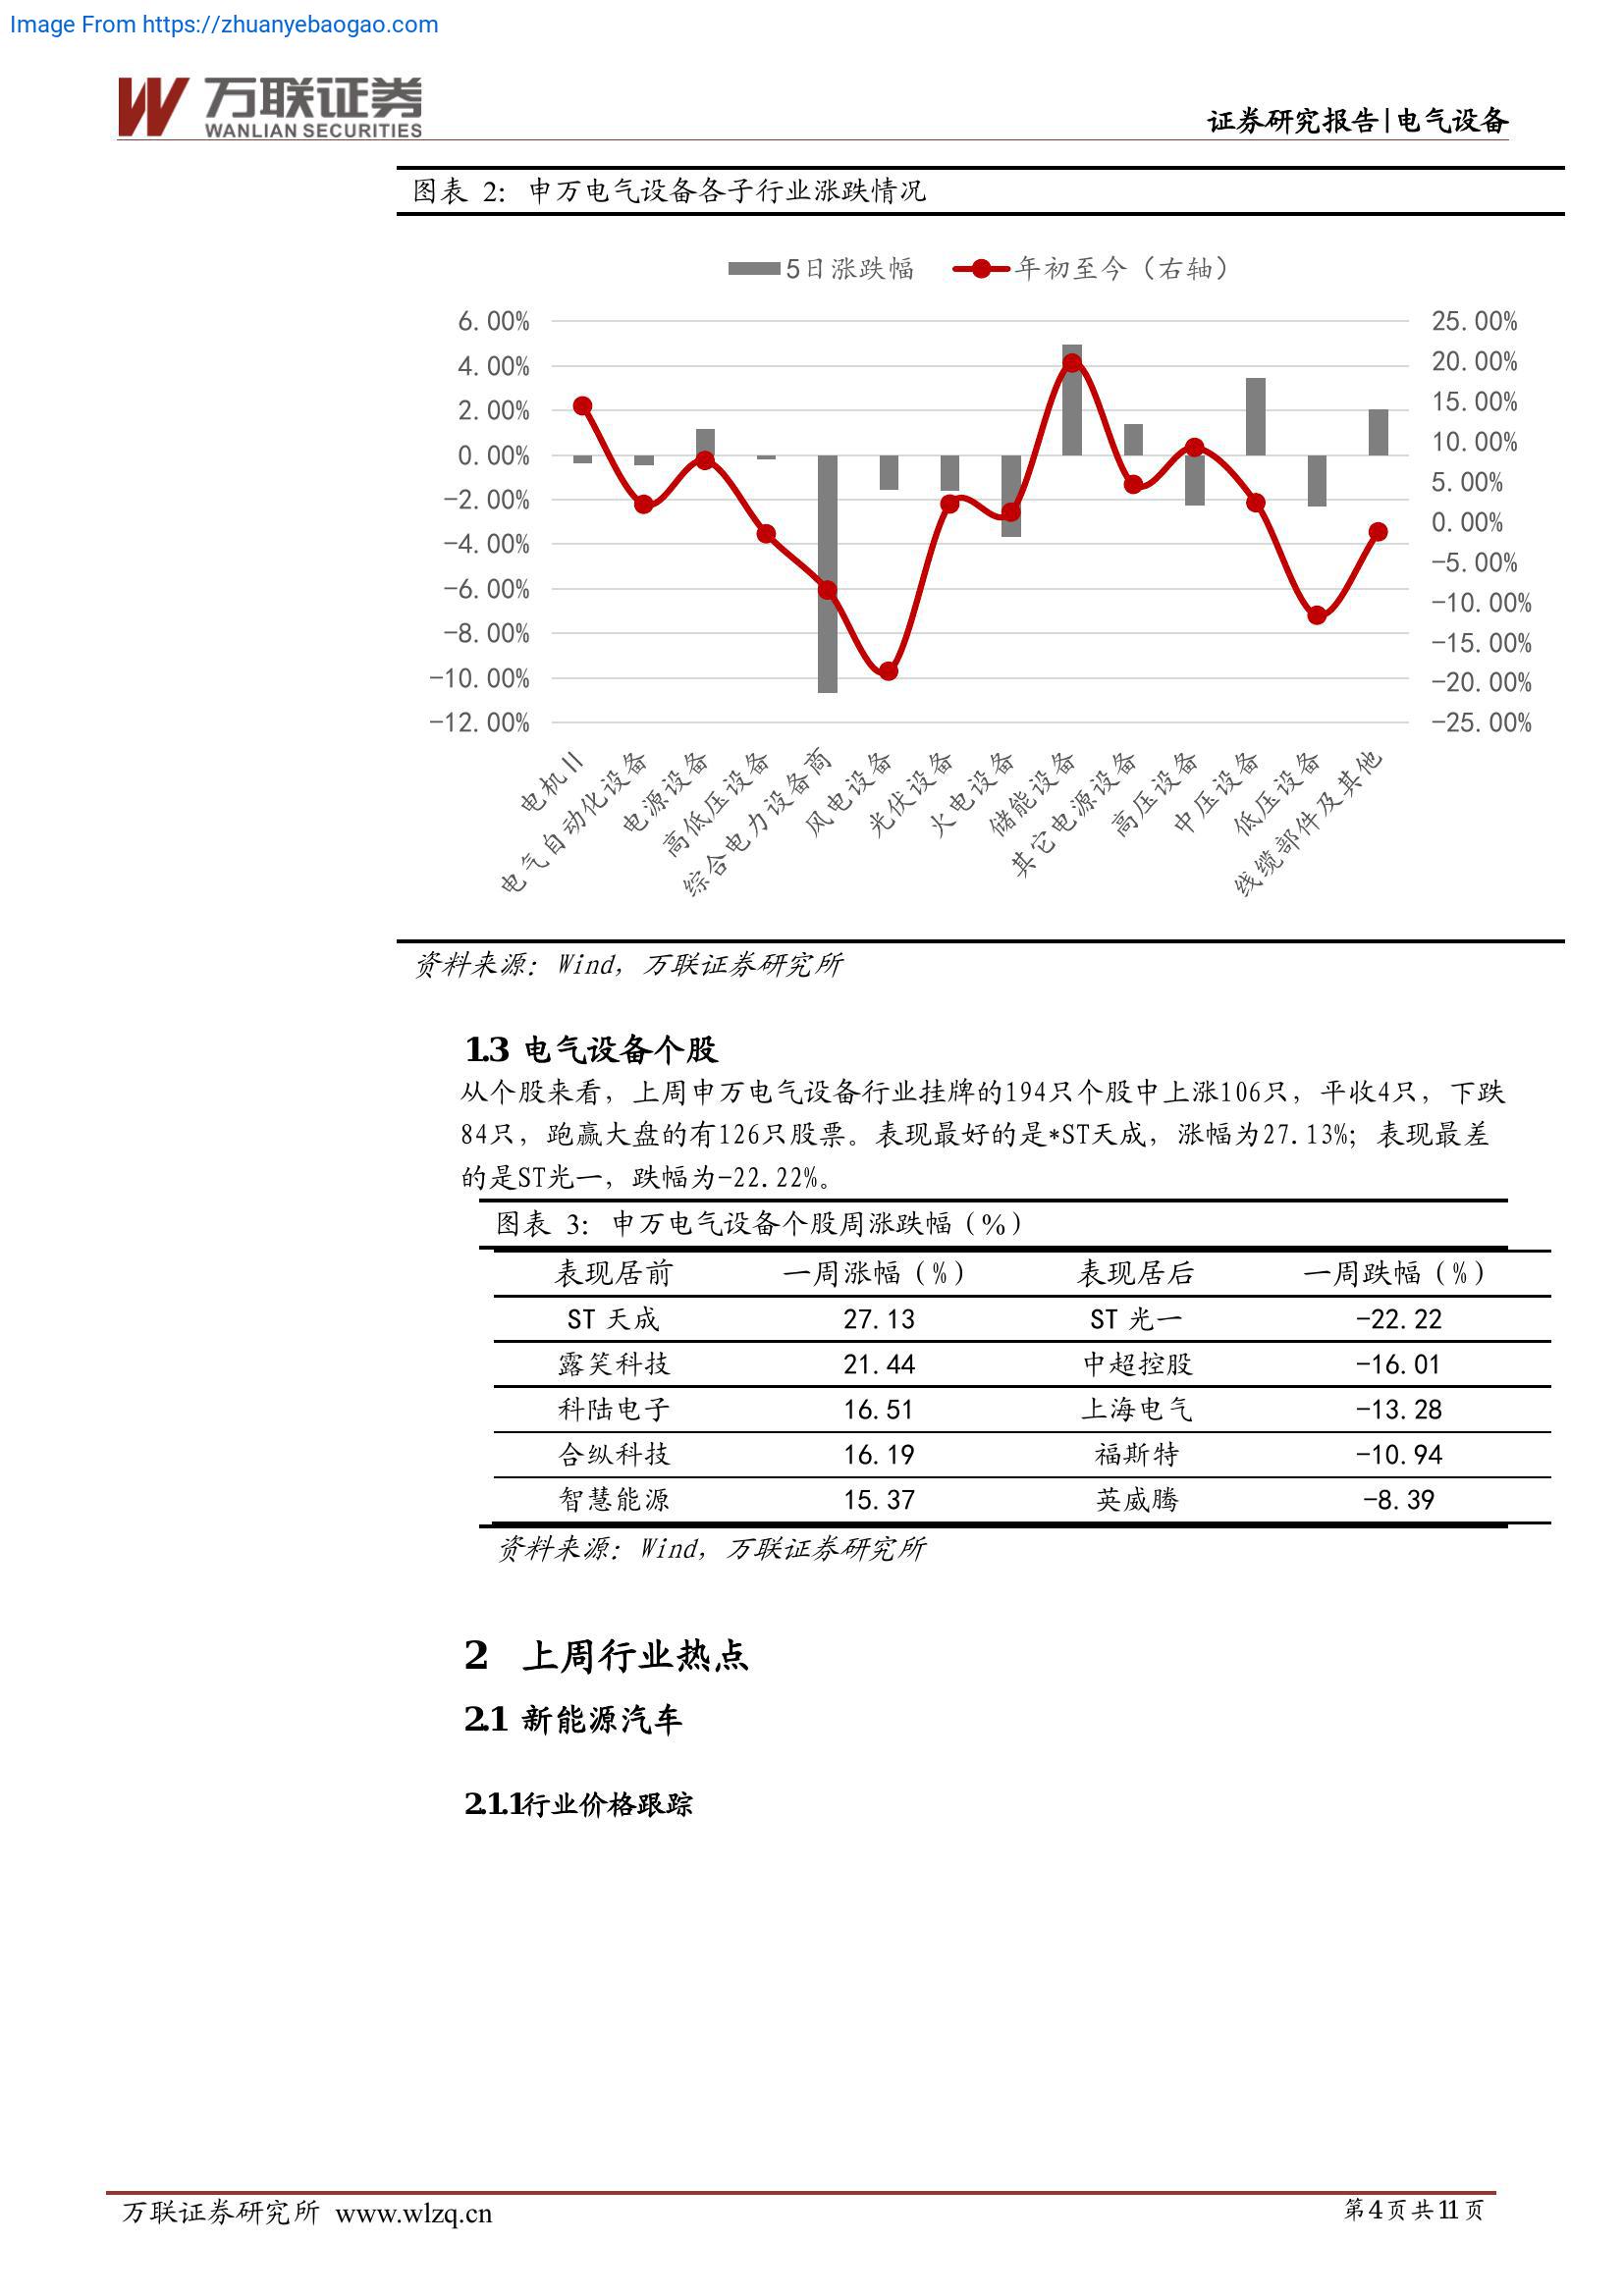 Image From https://zhuanyebaogao.com
万联证券
WANLIAN SECURITIES
证券研究报告|电气设备
图表 2： 申万电气设备各子行业涨跌情况
5日涨跌幅 年初至今（右轴）
6.00% 25.00%
4.00% 20.00%
2.00% 15.00%
0.00% 10.00%
-2.00% 5.00%
-4.00% 0.00%
-6.00% -5.00%
-8.00% -10.00%
-10.00% -15.00%
-12.00% -20.00%
-25.00%
电机Ⅱ
电气自动化设备
电源设备
高低压设备
综合电力设备商
风电设备
光伏设备
火电设备
储能设备
其它电源设备
高压设备
中压设备
低压设备
线缆部件及其他
资料来源：Wind，万联证券研究所
1.3 电气设备个股
从个股来看，上周申万电气设备行业挂牌的194只个股中上涨106只，平收4只，下跌
84只，跑赢大盘的有126只股票。表现最好的是*ST天成，涨幅为27.13%；表现最差
的是ST光一，跌幅为-22.22%。
图表 3： 申万电气设备个股周涨跌幅（%）
表现居前 一周涨幅（%） 表现居后 一周跌幅（%）
ST 天成 27.13 ST 光一 -22.22
露笑科技 21.44 中超控股 -16.01
科陆电子 16.51 上海电气 -13.28
合纵科技 16.19 福斯特 -10.94
智慧能源 15.37 英威腾 -8.39
资料来源：Wind，万联证券研究所
2 上周行业热点
2.1 新能源汽车
2.1.1行业价格跟踪
万联证券研究所 www.wlzq.cn 第4页共11页